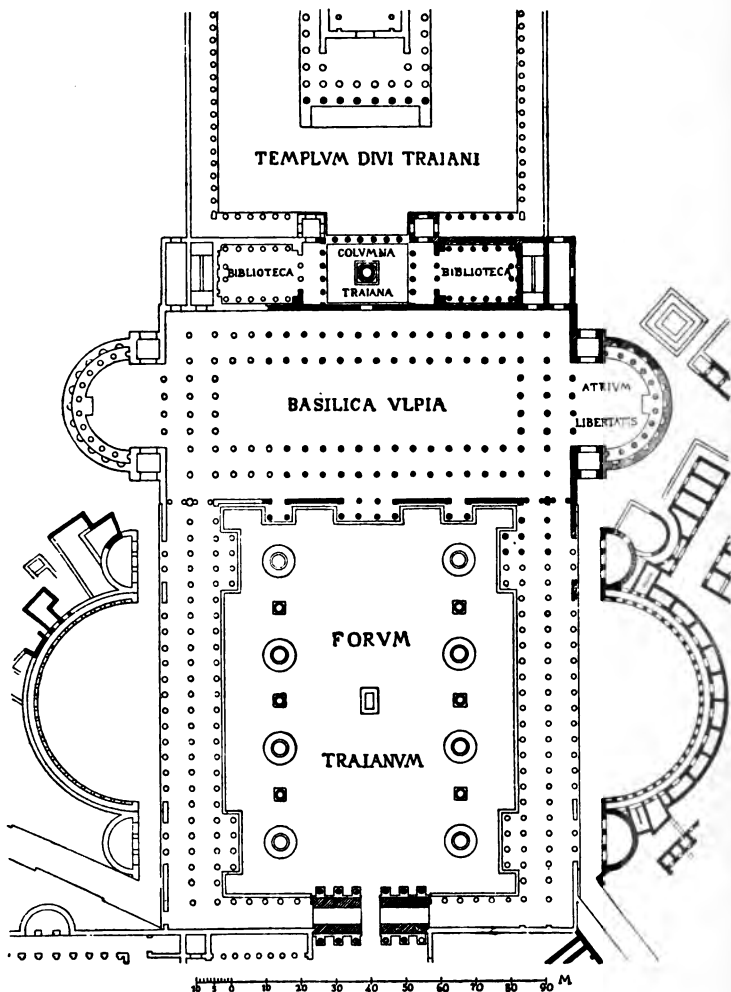 TEMPLVM DIVI TRAIANI
COLVMNA
BIBLIOTECA
BIBLIOTECA
TRAIANA
BASILICA VLPIA
ATRIVM
LIBERTATIS
FORVM
TRAIANVM
10 5 0 10 20 30 40 50 60 70 80 90 M